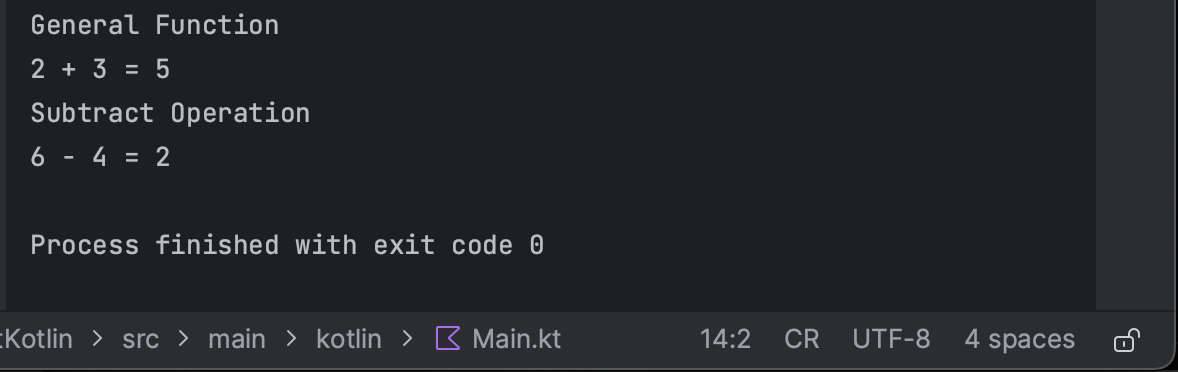 General Function
2 + 3 = 5
Subtract Operation
6 - 4 = 2
Process finished with exit code 0
:Kotlin > src > main > kotlin > Main.kt 14:2 CR UTF-8 4 spaces